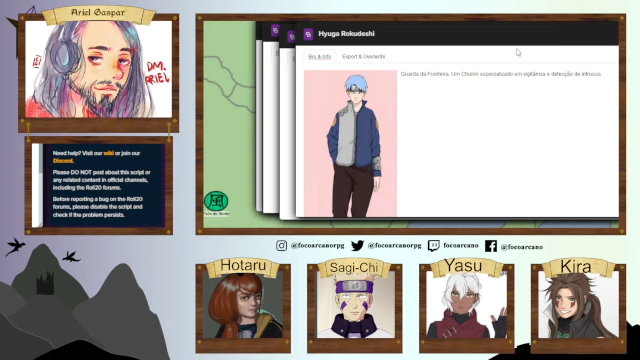 Ariel Gaspar
DM.
ARIEL
Need help? Visit our wiki or join our
Discord.
Please DO NOT post about this script or
any related content in official channels,
including the Roll20 forums.
Before reporting a bug on the Roll20
forums, please disable the script and
check if the problem persists.
Hyuga Rokudeshi
Bio & Info
Export & Overwrite
Guarda da Fronteira. Um Chunin especializado em vigilância e detecção de intrusos.
@focoarcanorpg
@focoarcanorpg
focoarcano
@focoarcano
Hotaru
Sagi-Chi
Yasu
Kira